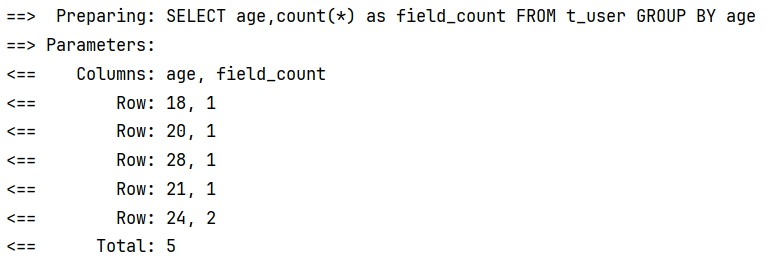 ==>  Preparing: SELECT age,count(*) as field_count FROM t_user GROUP BY age
==> Parameters:
<==    Columns: age, field_count
<==        Row: 18, 1
<==        Row: 20, 1
<==        Row: 28, 1
<==        Row: 21, 1
<==        Row: 24, 2
<==      Total: 5